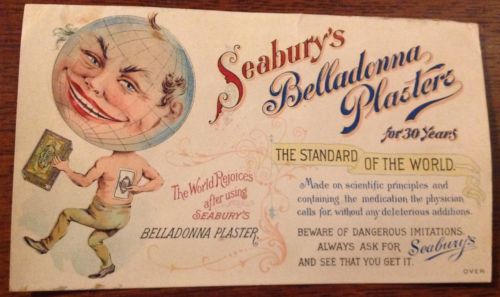 Seabury's
Belladonna
Plasters
for 30 Years
THE STANDARD OF THE WORLD.
The World Rejoices
after using
SEABURY'S
BELLADONNA PLASTER.
Made on scientific principles and
containing the medication the physician
calls for, without any deleterious additions.
BEWARE OF DANGEROUS IMITATIONS.
ALWAYS ASK FOR Seabury's
AND SEE THAT YOU GET IT.
OVER